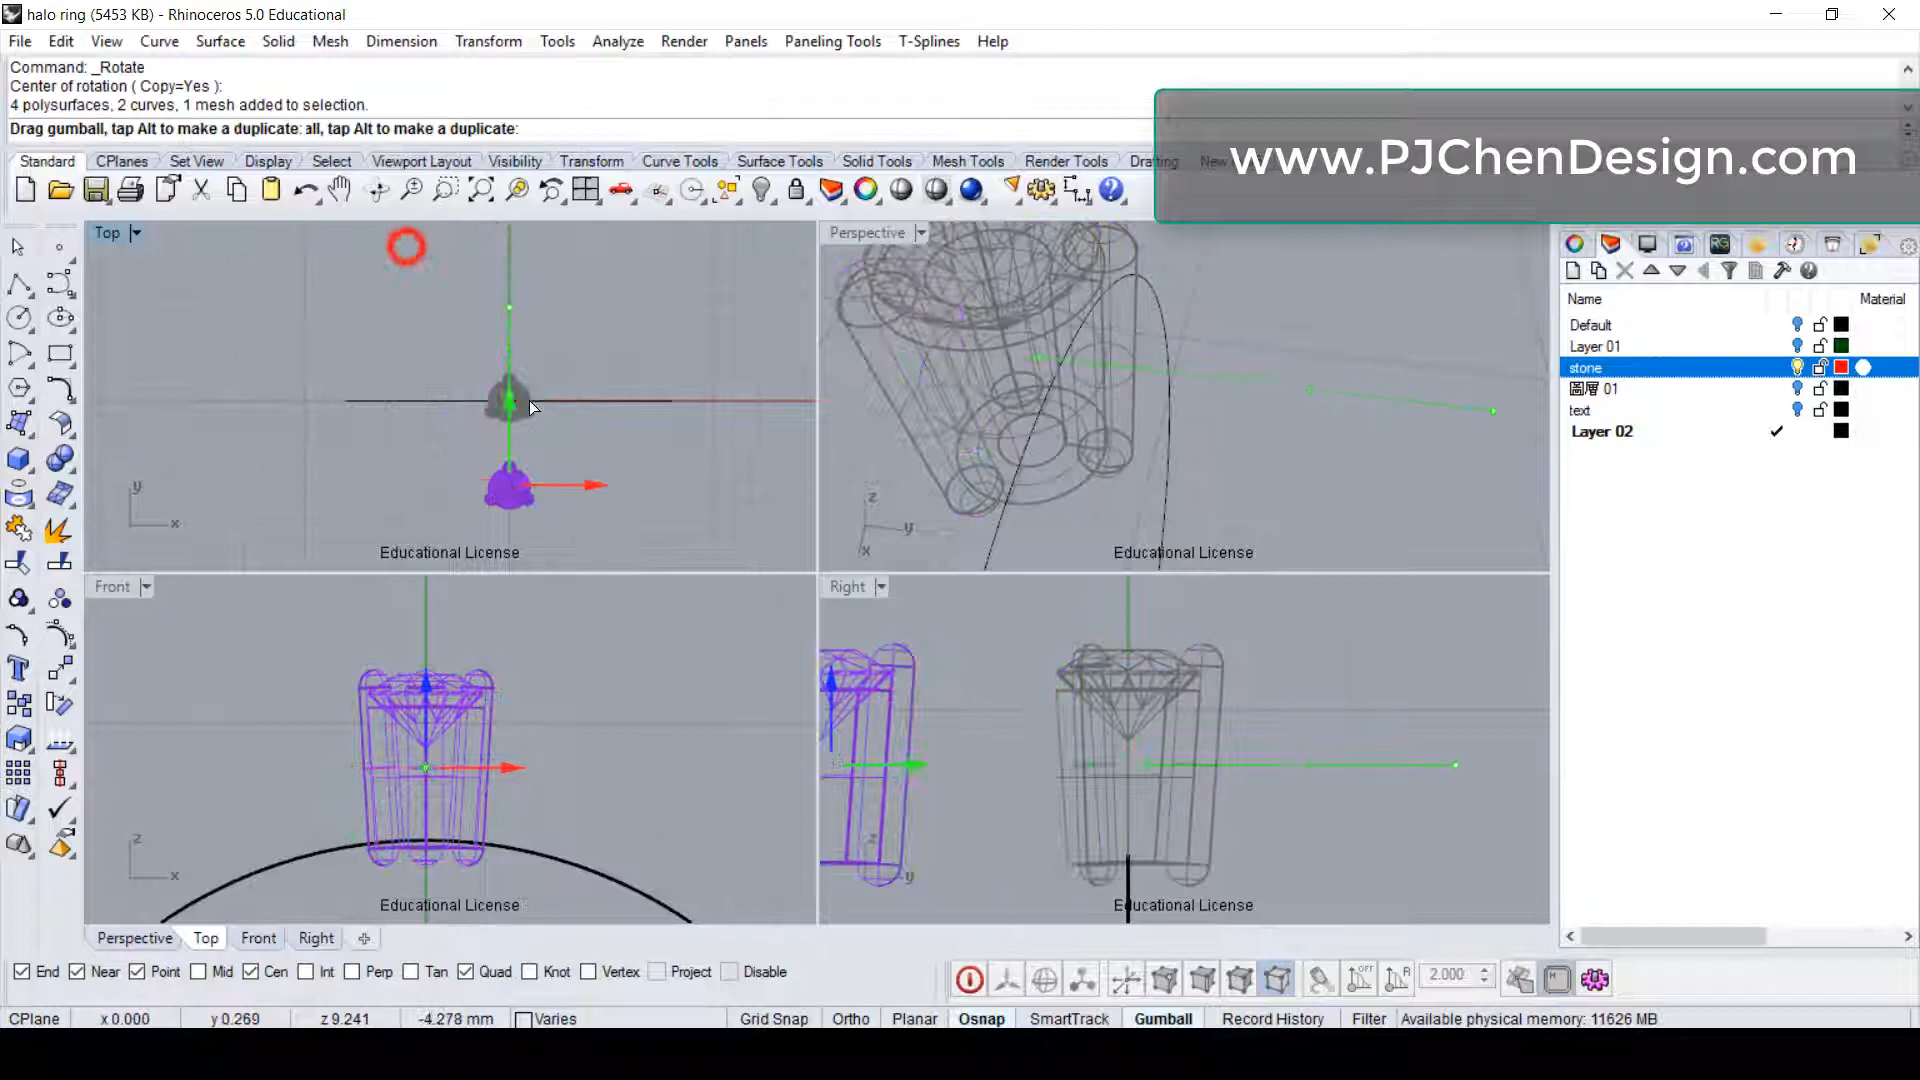 halo ring (5453 KB) - Rhinoceros 5.0 Educational
File Edit View Curve Surface Solid Mesh Dimension Transform Tools Analyze Render Panels Paneling Tools T-Splines Help
Command: _Rotate
Center of rotation ( Copy=Yes ):
4 polysurfaces, 2 curves, 1 mesh added to selection.
Drag gumball, tap Alt to make a duplicate: all, tap Alt to make a duplicate:
www.PJChenDesign.com
Standard CPlanes Set View Display Select Viewport Layout Visibility Transform Curve Tools Surface Tools Solid Tools Mesh Tools Render Tools
Top
Perspective
Name Material
Default
Layer 01
stone
圖層 01
text
Layer 02
y
x
z
y
x
Educational License
Educational License
Front
Right
z
x
z
y
Educational License
Educational License
Perspective Top Front Right
End Near Point Mid Cen Int Perp Tan Quad Knot Vertex Project Disable
2.000
CPlane x 0.000 y 0.269 z 9.241 -4.278 mm Varies Grid Snap Ortho Planar Osnap SmartTrack Gumball Record History Filter Available physical memory: 11626 MB